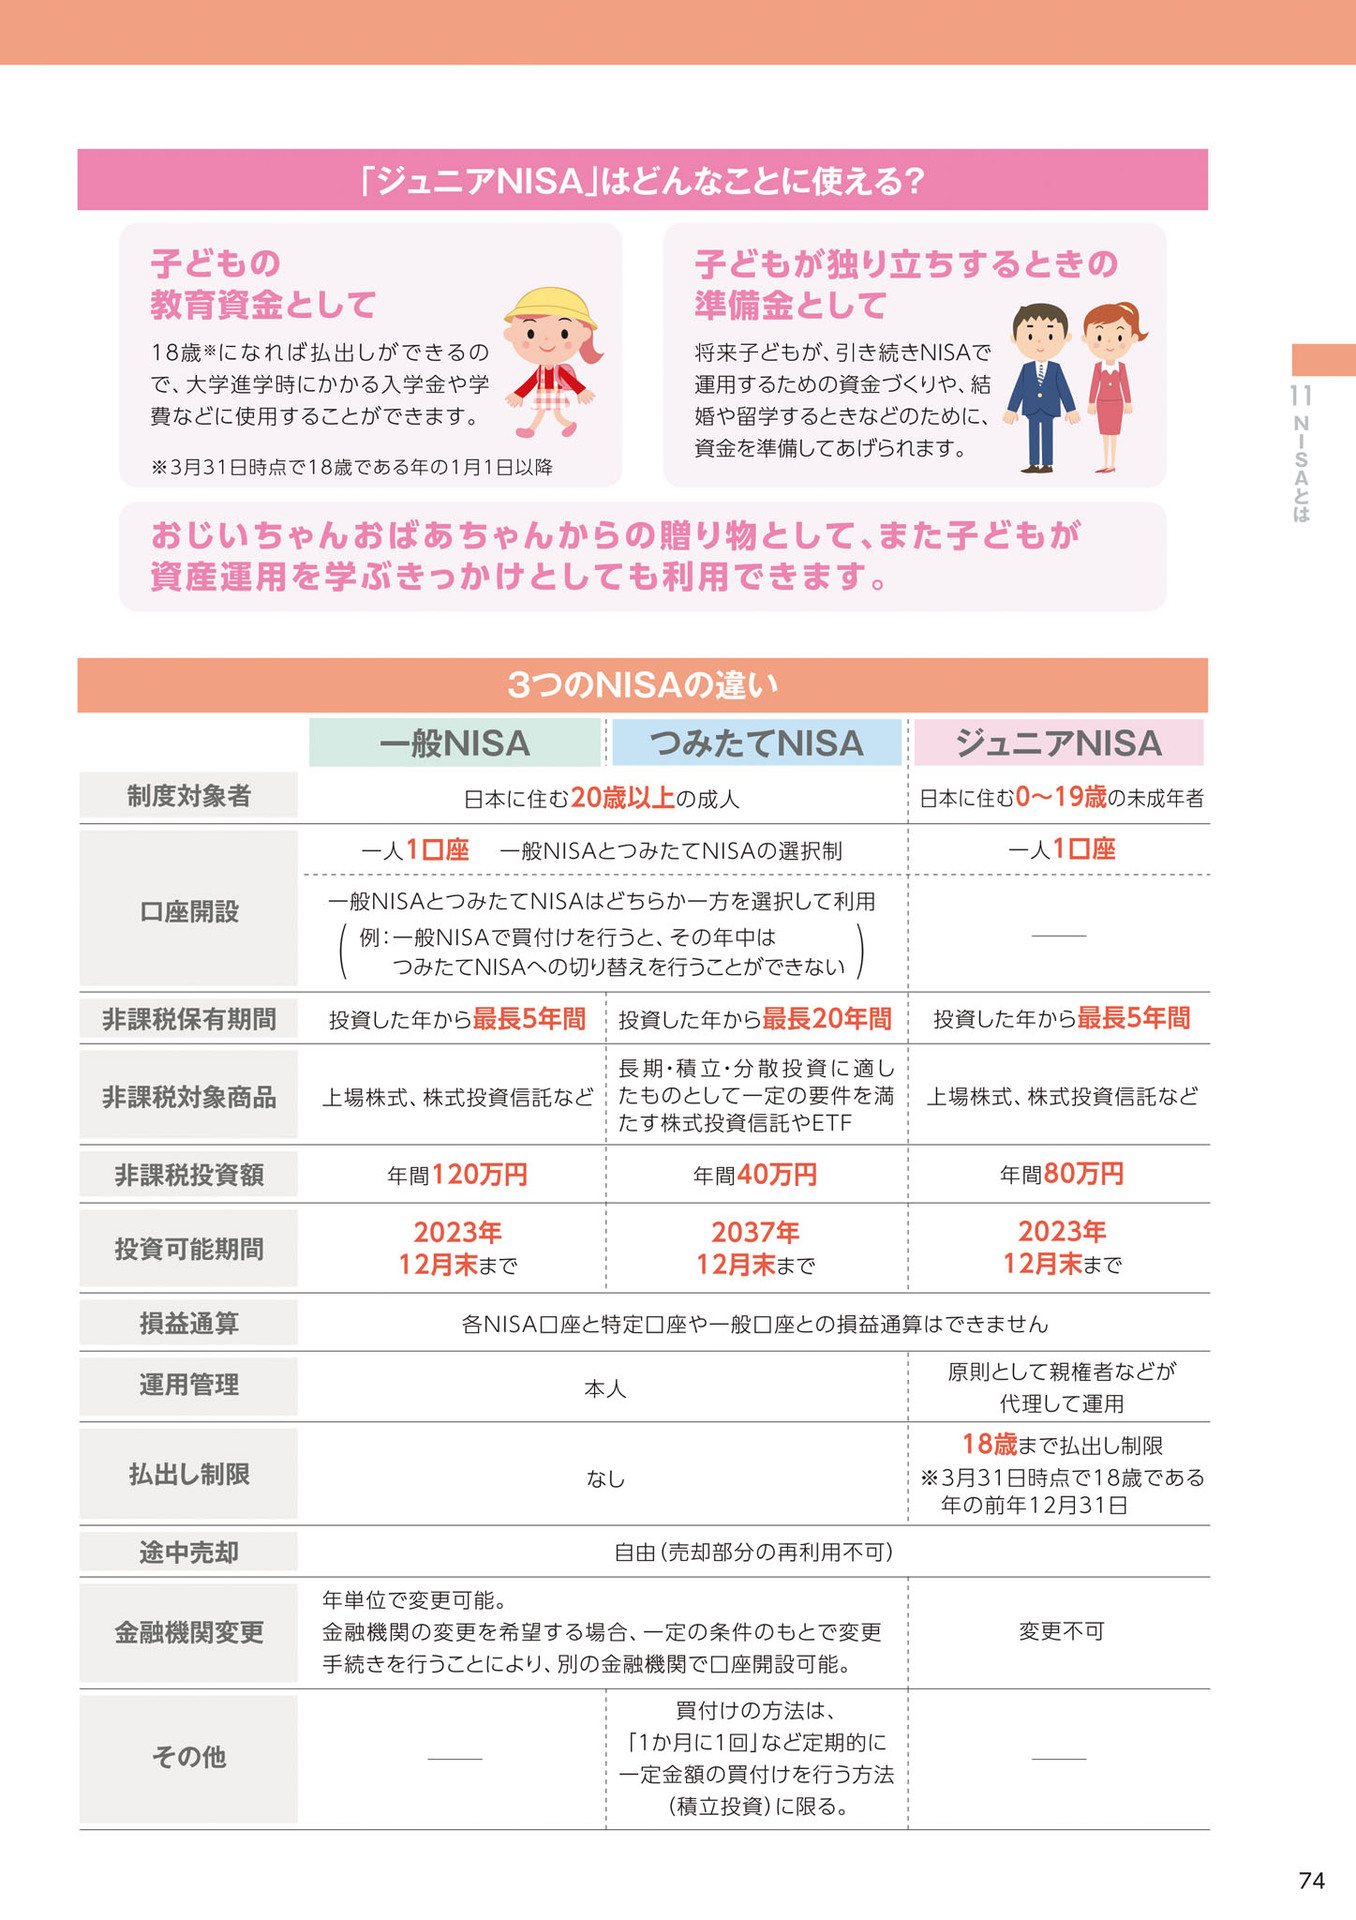 「ジュニアNISA」はどんなことに使える？
子どもの
教育資金として
18歳※になれば払出しができるの
で、大学進学時にかかる入学金や学
費などに使用することができます。
※3月31日時点で18歳である年の1月1日以降
子どもが独り立ちするときの
準備金として
将来子どもが、引き続きNISAで
運用するための資金づくりや、結
婚や留学するときなどのために、
資金を準備してあげられます。
おじいちゃんおばあちゃんからの贈り物として、また子どもが
資産運用を学ぶきっかけとしても利用できます。
11 NISAとは
3つのNISAの違い
一般NISA つみたてNISA ジュニアNISA
制度対象者 日本に住む20歳以上の成人 日本に住む0～19歳の未成年者
口座開設
一人1口座 一般NISAとつみたてNISAの選択制 一人1口座
一般NISAとつみたてNISAはどちらか一方を選択して利用
（例：一般NISAで買付けを行うと、その年中は
つみたてNISAへの切り替えを行うことができない）
非課税保有期間 投資した年から最長5年間 投資した年から最長20年間 投資した年から最長5年間
非課税対象商品
上場株式、株式投資信託など
長期・積立・分散投資に適し
たものとして一定の要件を満
たす株式投資信託やETF
上場株式、株式投資信託など
非課税投資額 年間120万円 年間40万円 年間80万円
投資可能期間
2023年
12月末まで
2037年
12月末まで
2023年
12月末まで
損益通算 各NISA口座と特定口座や一般口座との損益通算はできません
運用管理
本人
原則として親権者などが
代理して運用
払出し制限
なし
18歳まで払出し制限
※3月31日時点で18歳である
年の前年12月31日
途中売却 自由（売却部分の再利用不可）
金融機関変更
年単位で変更可能。
金融機関の変更を希望する場合、一定の条件のもとで変更
手続きを行うことにより、別の金融機関で口座開設可能。
変更不可
その他
買付けの方法は、
「1か月に1回」など定期的に
一定金額の買付けを行う方法
（積立投資）に限る。
74